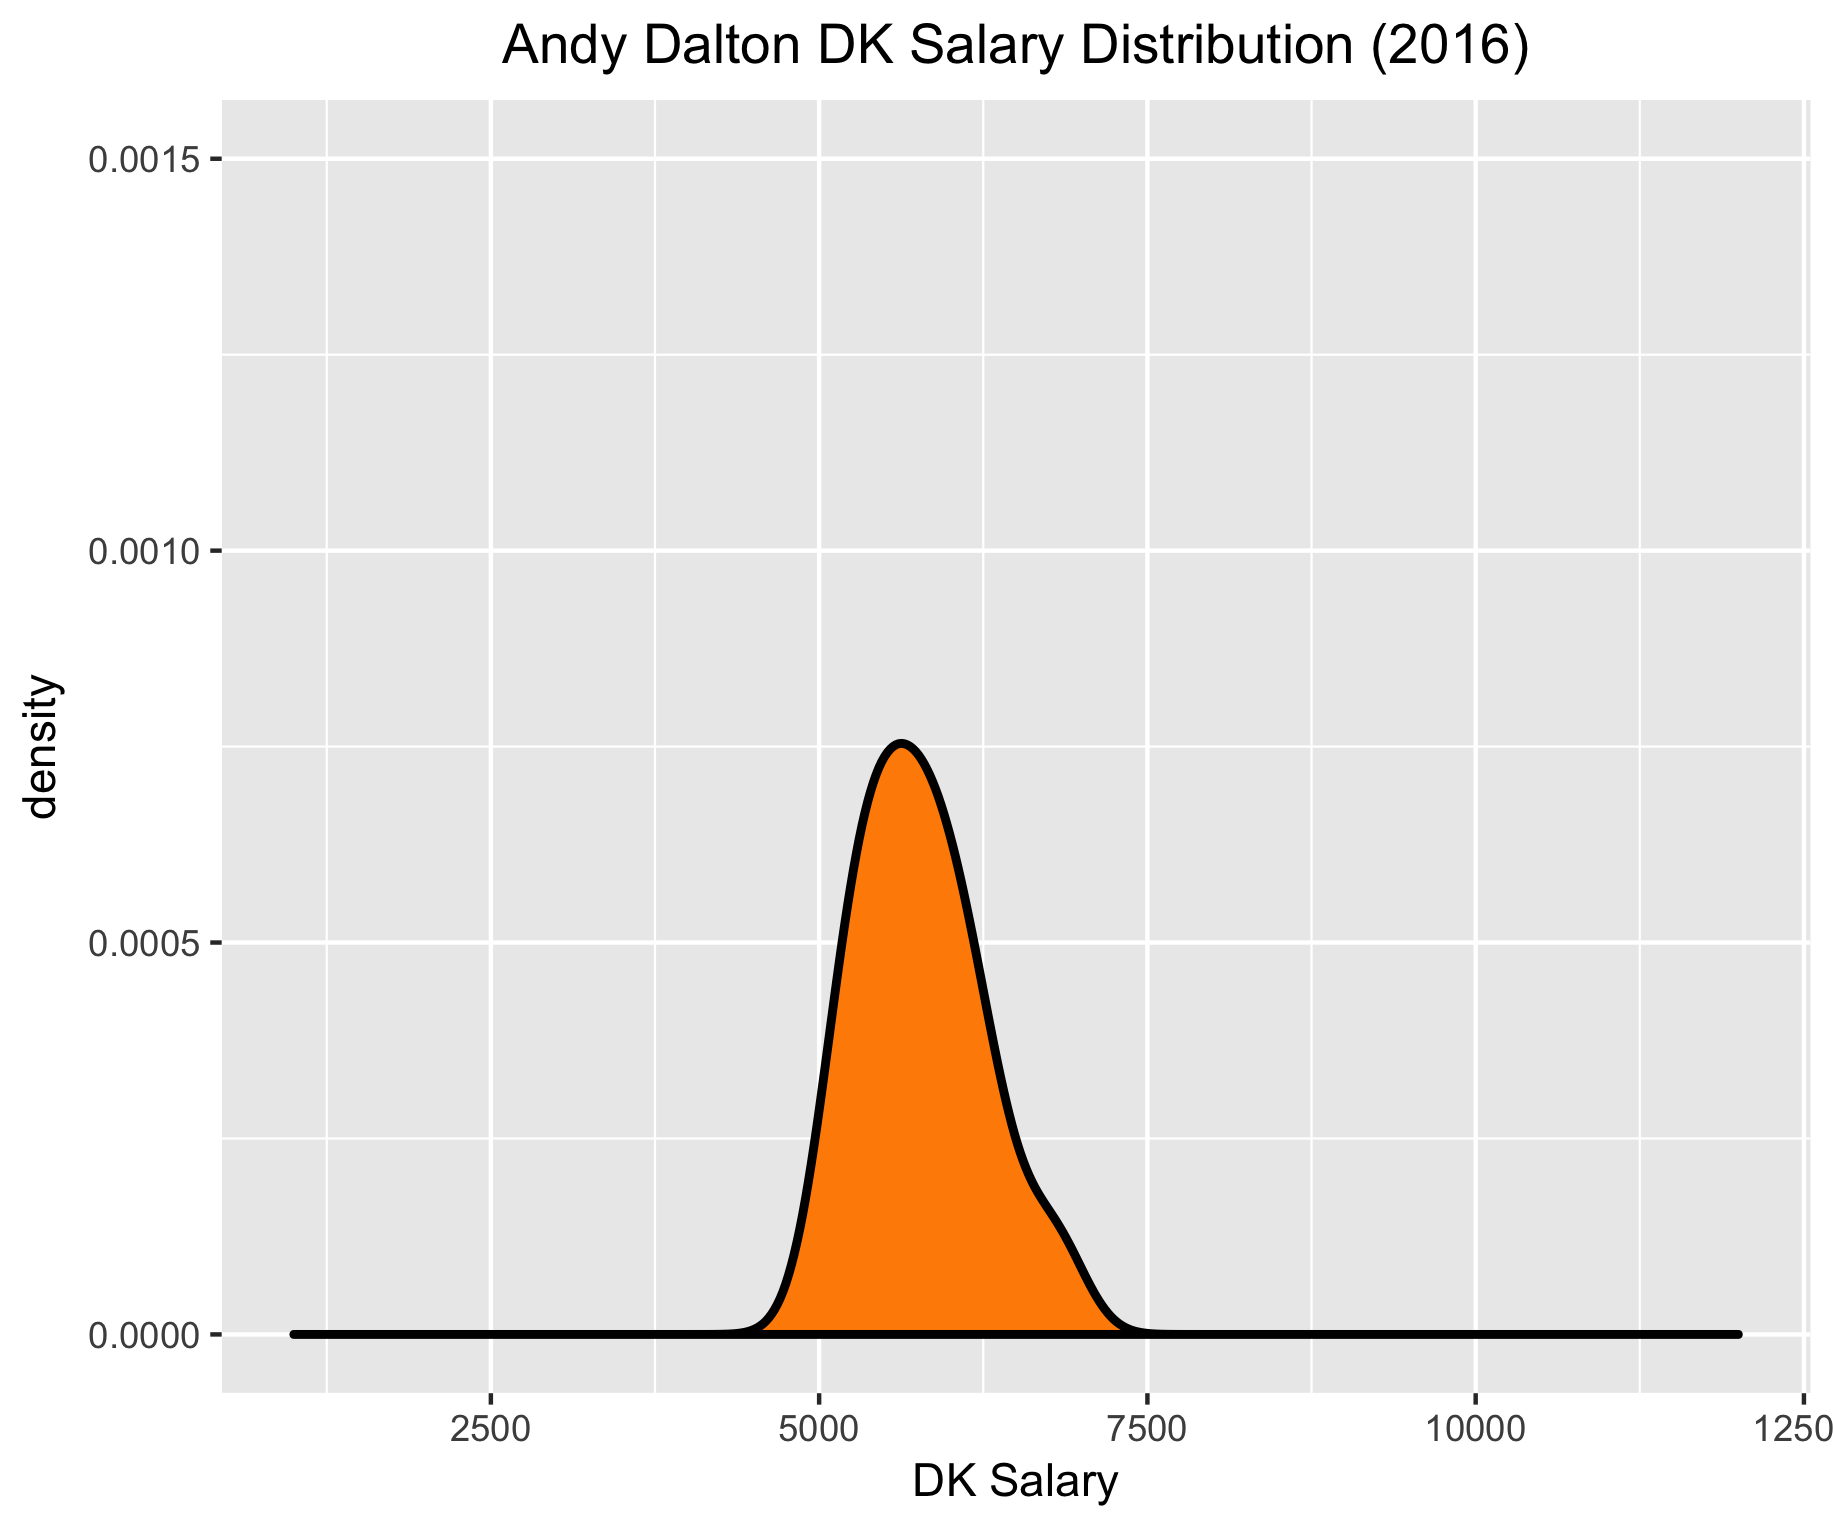 Andy Dalton DK Salary Distribution (2016)
0.0015
0.0010
0.0005
0.0000
density
2500 5000 7500 10000 1250
DK Salary